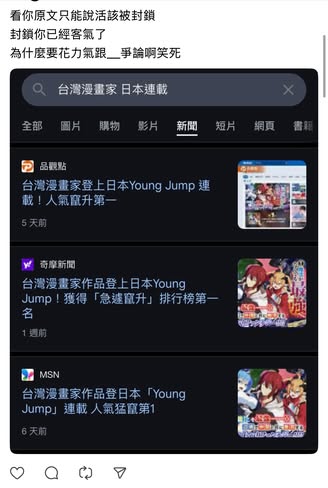 看你原文只能說活該被封鎖
封鎖你已經客氣了
為什麼要花力氣跟__爭論啊笑死
台灣漫畫家 日本連載
全部 圖片 購物 影片 新聞 短片 網頁 書籍
品觀點
台灣漫畫家登上日本Young Jump 連
載！人氣竄升第一
5 天前
奇摩新聞
台灣漫畫家作品登上日本Young
Jump！獲得「急遽竄升」排行榜第一
名
1 週前
MSN
台灣漫畫家作品登日本「Young
Jump」連載 人氣猛竄第1
6 天前